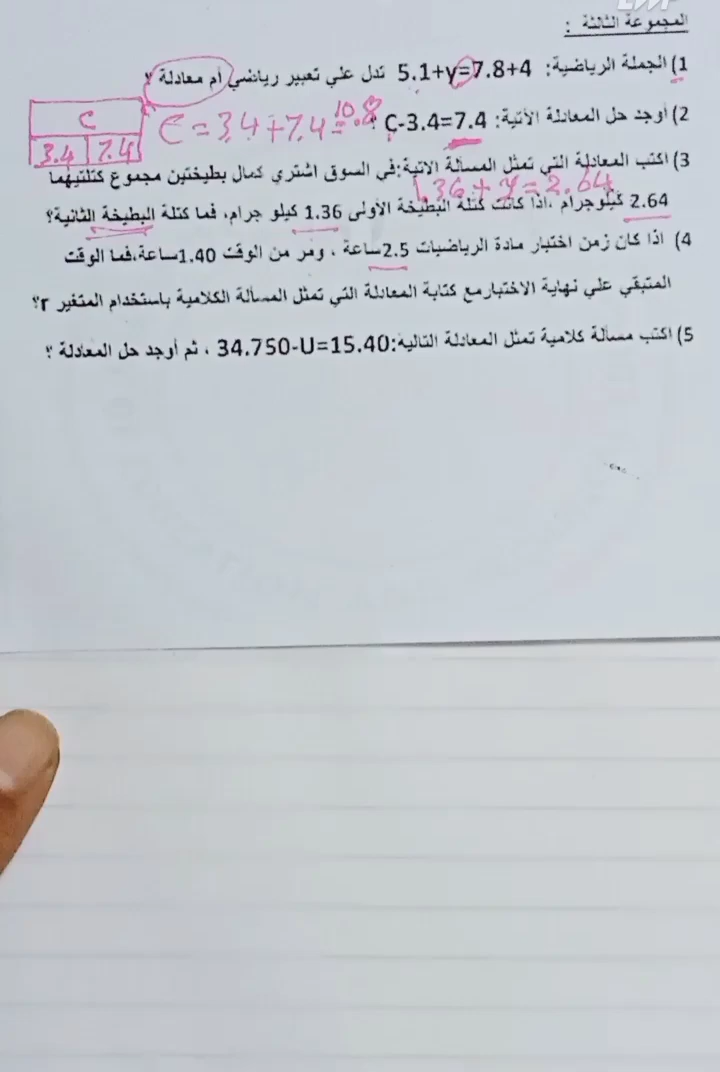 المجموعة الثالثة :
1) الجملة الرياضية: 5.1+y=7.8+4 تدل علي تعبير رياضي أم معادلة ؟
2) أوجد حل المعادلة الأتية: C-3.4=7.4 ؟
C = 3.4 + 7.4 = 10.8
C
3.4 7.4
3) اكتب المعادلة التي تمثل المسألة الاتية:في السوق اشتري كمال بطيختين مجموع كتلتيهما
1.36 + y = 2.64
2.64 كيلوجرام ،اذا كانت كتلة البطيخة الأولى 1.36 كيلو جرام، فما كتلة البطيخة الثانية؟
4) اذا كان زمن اختبار مادة الرياضيات 2.5ساعة ، ومر من الوقت 1.40ساعة،فما الوقت
المتبقي علي نهاية الاختبارمع كتابة المعادلة التي تمثل المسألة الكلامية باستخدام المتغير r؟
5) اكتب مسألة كلامية تمثل المعادلة التالية:34.750-U=15.40 ، ثم أوجد حل المعادلة ؟